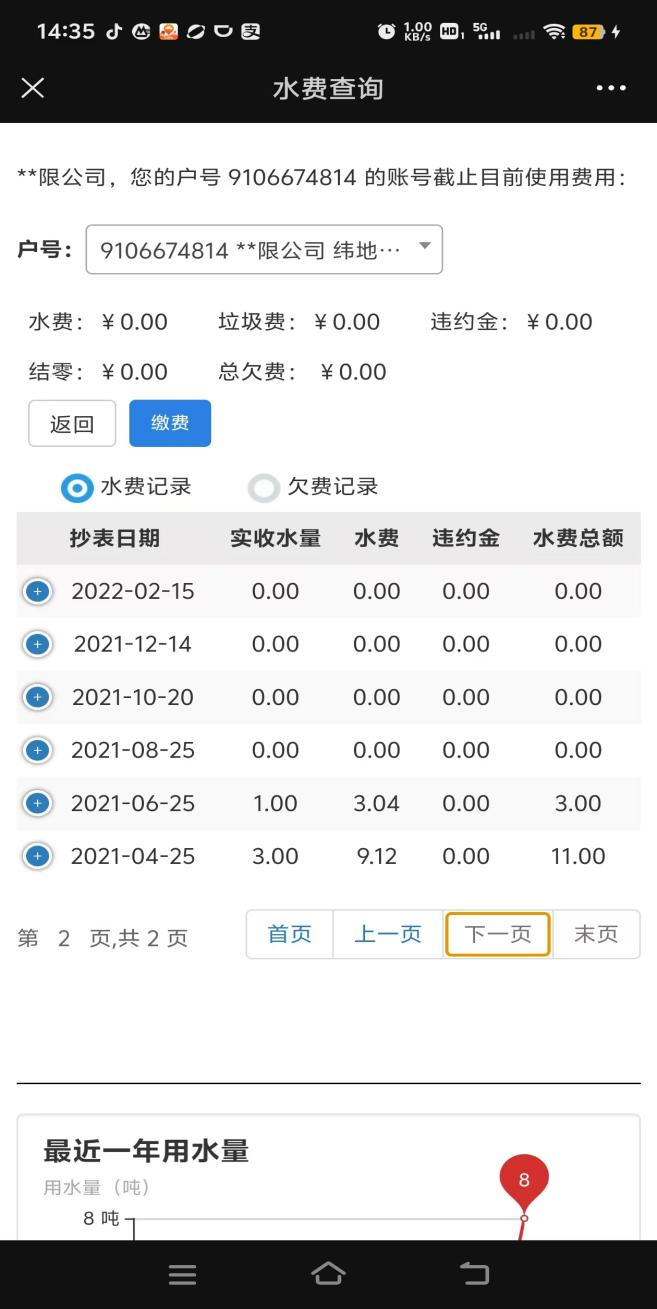 14:35 支 1.00 KB/s HD 1 5G 87
水费查询
**限公司，您的户号 9106674814 的账号截止目前使用费用：
户号： 9106674814 **限公司 纬地…
水费： ￥0.00 垃圾费： ￥0.00 违约金： ￥0.00
结零： ￥0.00 总欠费： ￥0.00
返回 缴费
水费记录 欠费记录
抄表日期 实收水量 水费 违约金 水费总额
2022-02-15 0.00 0.00 0.00 0.00
2021-12-14 0.00 0.00 0.00 0.00
2021-10-20 0.00 0.00 0.00 0.00
2021-08-25 0.00 0.00 0.00 0.00
2021-06-25 1.00 3.04 0.00 3.00
2021-04-25 3.00 9.12 0.00 11.00
第 2 页,共 2 页 首页 上一页 下一页 末页
最近一年用水量
用水量（吨）
8
8 吨